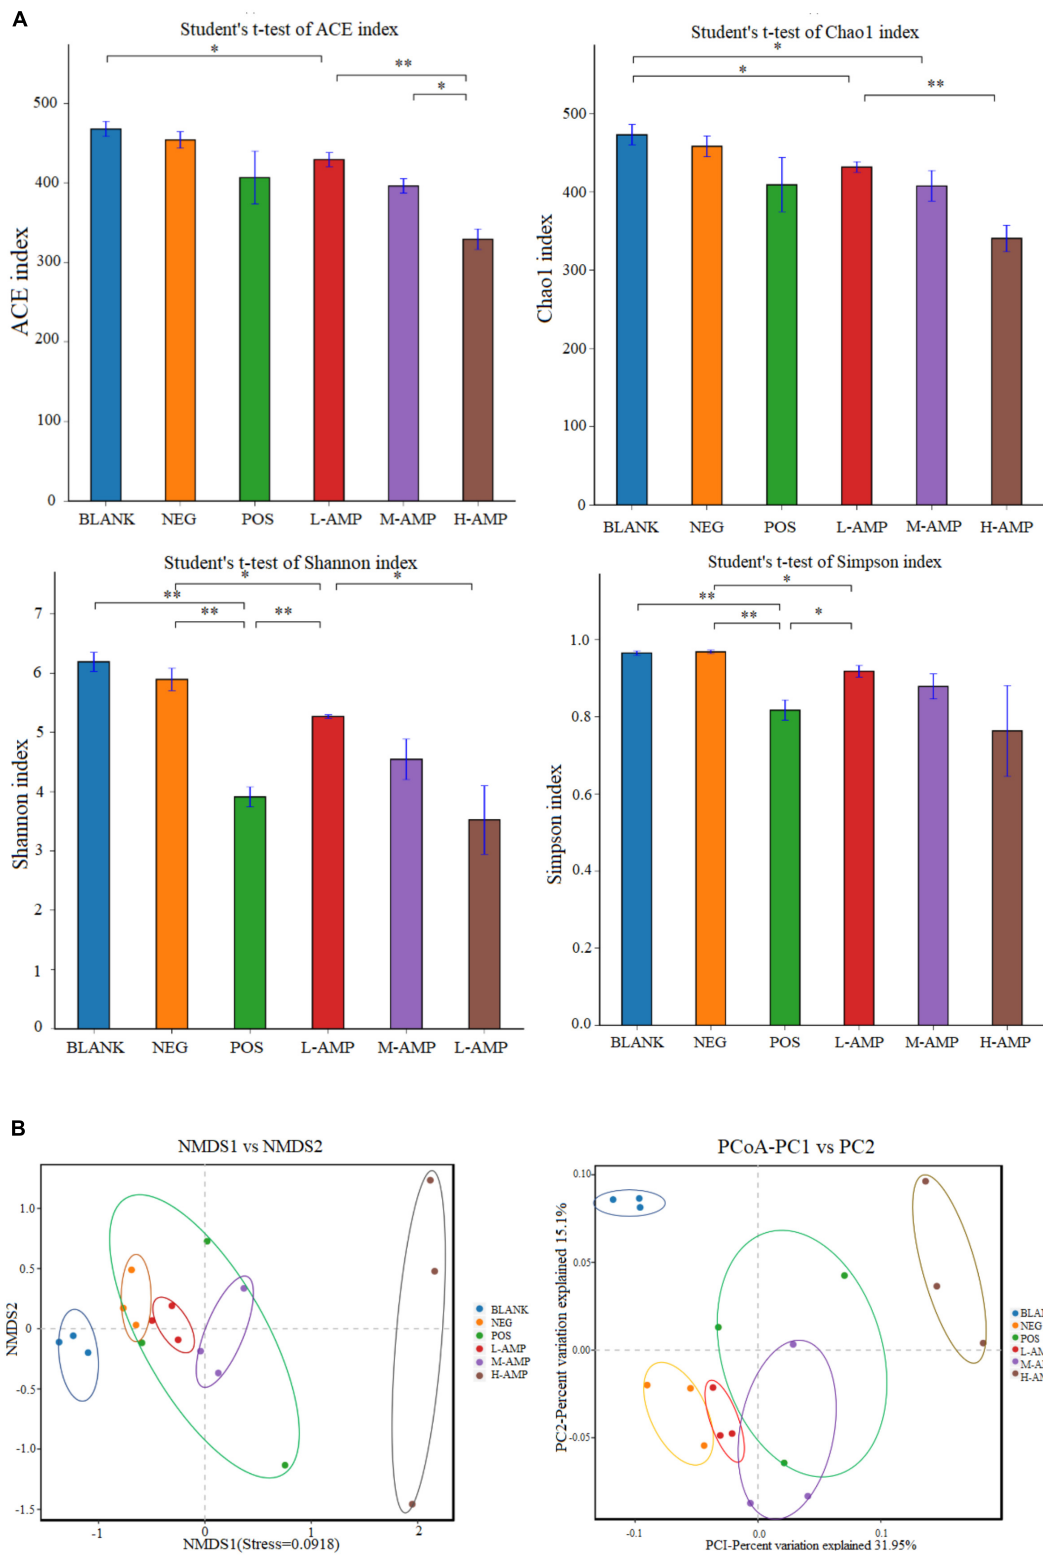 A
Student's t-test of ACE index
*
**
*
500
400
300
200
100
0
ACE index
BLANK NEG POS L-AMP M-AMP H-AMP
Student's t-test of Chao1 index
*
*
**
500
400
300
200
100
0
Chao1 index
BLANK NEG POS L-AMP M-AMP H-AMP
Student's t-test of Shannon index
* *
**
** **
7
6
5
4
3
2
1
0
Shannon index
BLANK NEG POS L-AMP M-AMP L-AMP
Student's t-test of Simpson index
*
**
** *
1.0
0.8
0.6
0.4
0.2
0.0
Simpson index
BLANK NEG POS L-AMP M-AMP H-AMP
B
NMDS1 vs NMDS2
1.0
0.5
0
-0.5
-1.0
-1.5
NMDS2
-1 0 1 2
NMDS1(Stress=0.0918)
BLANK
NEG
POS
L-AMP
M-AMP
H-AMP
PCoA-PC1 vs PC2
0.10
0.05
0.00
-0.05
PC2-Percent variation explained 15.1%
-0.1 0.0 0.1
PCI-Percent variation explained 31.95%
BLAN
NEG
POS
L-AM
M-AM
H-AM